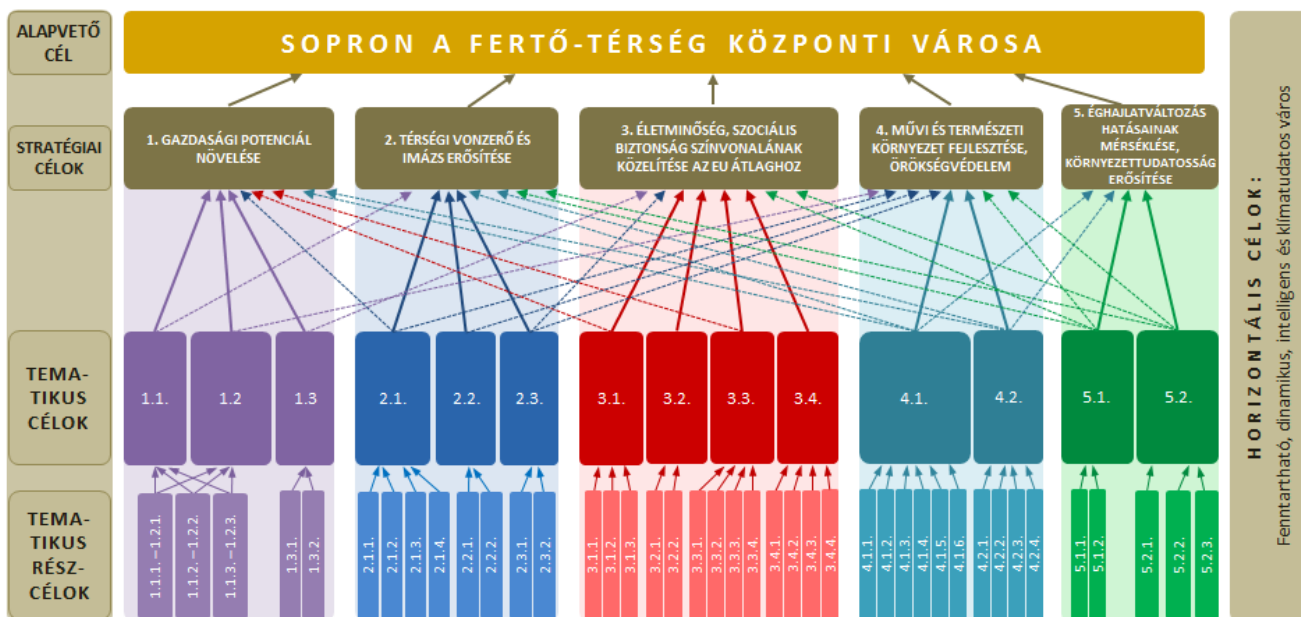 ALAPVETŐ
CÉL
SOPRON A FERTŐ-TÉRSÉG KÖZPONTI VÁROSA
STRATÉGIAI
CÉLOK
1. GAZDASÁGI POTENCIÁL
NÖVELÉSE
2. TÉRSÉGI VONZERŐ ÉS
IMÁZS ERŐSÍTÉSE
3. ÉLETMINŐSÉG, SZOCIÁLIS
BIZTONSÁG SZÍNVONALÁNAK
KÖZELÍTÉSE AZ EU ÁTLAGHOZ
4. MŰVI ÉS TERMÉSZETI
KÖRNYEZET FEJLESZTÉSE,
ÖRÖKSÉGVÉDELEM
5. ÉGHAJLATVÁLTOZÁS
HATÁSAINAK
MÉRSÉKLÉSE,
KÖRNYEZETTUDATOSSÁG
ERŐSÍTÉSE
TEMA-
TIKUS
CÉLOK
1.1.
1.2
1.3
2.1.
2.2.
2.3.
3.1.
3.2.
3.3.
3.4.
4.1.
4.2.
5.1.
5.2.
TEMA-
TIKUS
RÉSZ-
CÉLOK
1.1.1.–1.2.1.
1.1.2.–1.2.2.
1.1.3.–1.2.3.
1.3.1.
1.3.2.
2.1.1.
2.1.2.
2.1.3.
2.1.4.
2.2.1.
2.2.2.
2.3.1.
2.3.2.
3.1.1.
3.1.2.
3.1.3.
3.2.1.
3.2.2.
3.3.1.
3.3.2.
3.3.3.
3.3.4.
3.4.1.
3.4.2.
3.4.3.
3.4.4.
4.1.1.
4.1.2.
4.1.3.
4.1.4.
4.1.5.
4.1.6.
4.2.1.
4.2.2.
4.2.3.
4.2.4.
5.1.1.
5.1.2.
5.2.1.
5.2.2.
5.2.3.
HORIZONTÁLIS CÉLOK:
Fenntartható, dinamikus, intelligens és klímatudatos város